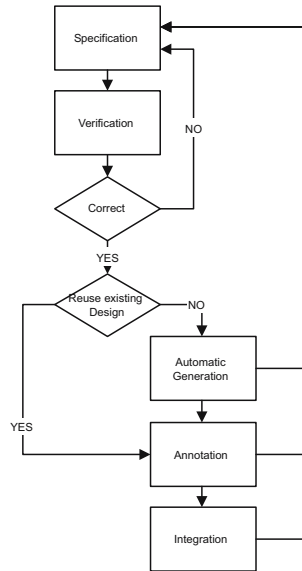 Specification
NO
Verification
Correct
YES
Reuse existing
Design
NO
Automatic
Generation
YES
Annotation
Integration